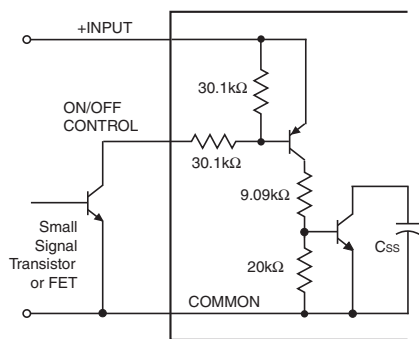 +INPUT
30.1kΩ
ON/OFF
CONTROL
30.1kΩ
9.09kΩ
Small
Signal
Transistor
or FET
CSS
20kΩ
COMMON